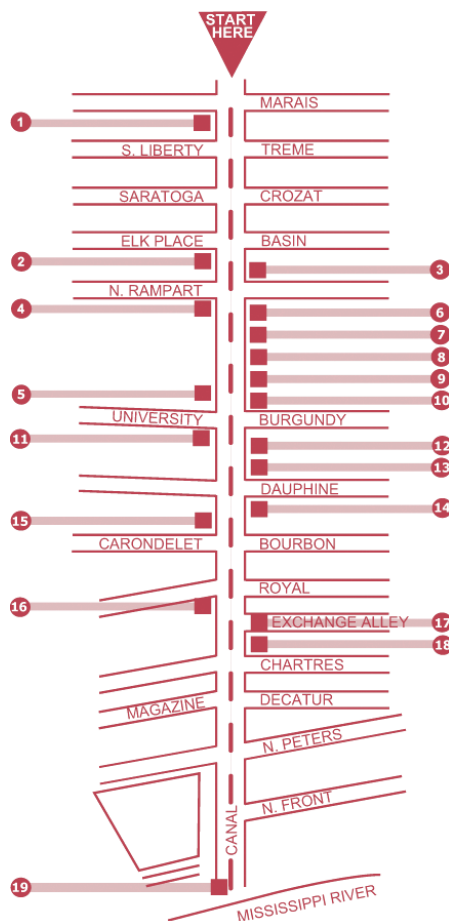 START
HERE
MARAIS
1
S. LIBERTY TREME
SARATOGA CROZAT
ELK PLACE BASIN
2
3
N. RAMPART
4
6
7
8
9
5
10
UNIVERSITY BURGUNDY
11
12
13
DAUPHINE
14
15
CARONDELET BOURBON
ROYAL
16
EXCHANGE ALLEY 17
18
CHARTRES
MAGAZINE DECATUR
N. PETERS
N. FRONT
CANAL
19
MISSISSIPPI RIVER